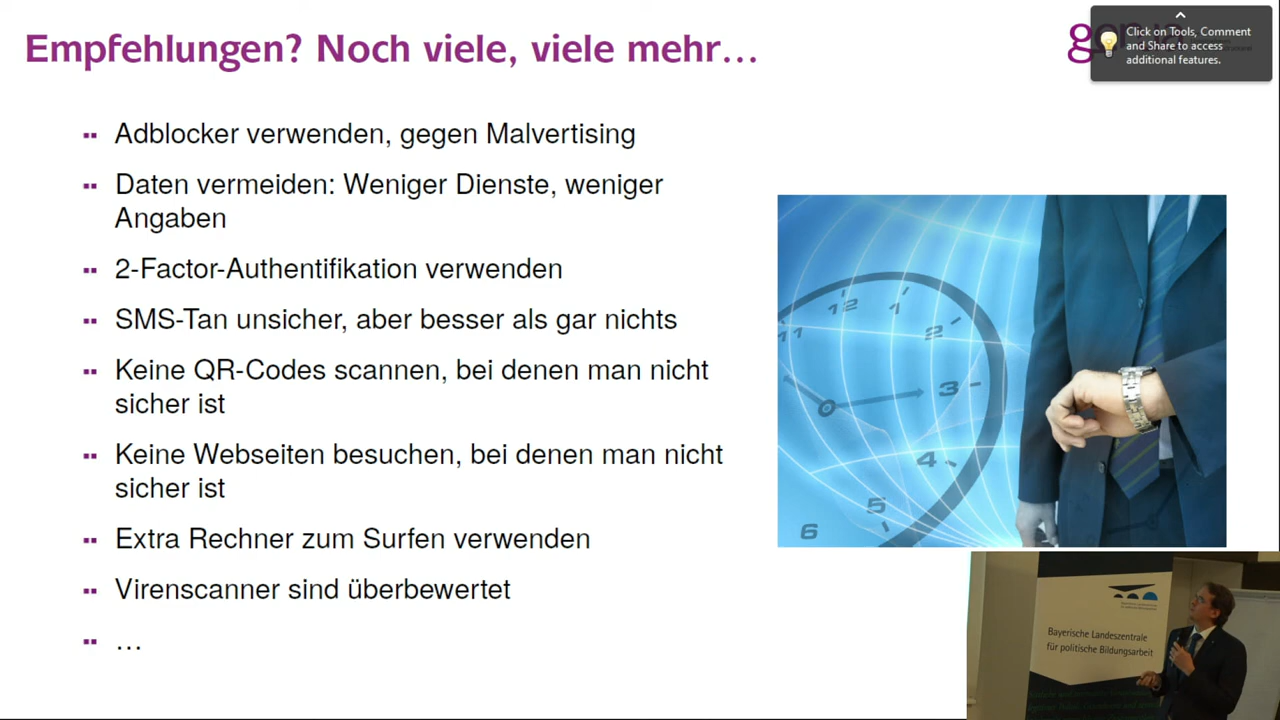 Empfehlungen? Noch viele, viele mehr...
Click on Tools, Comment
and Share to access
additional features.
Adblocker verwenden, gegen Malvertising
Daten vermeiden: Weniger Dienste, weniger
Angaben
2-Factor-Authentifikation verwenden
SMS-Tan unsicher, aber besser als gar nichts
Keine QR-Codes scannen, bei denen man nicht
sicher ist
Keine Webseiten besuchen, bei denen man nicht
sicher ist
Extra Rechner zum Surfen verwenden
Virenscanner sind überbewertet
...
11 12 1 2 3 4 5 6
Bayerische Landeszentrale
für politische Bildungsarbeit